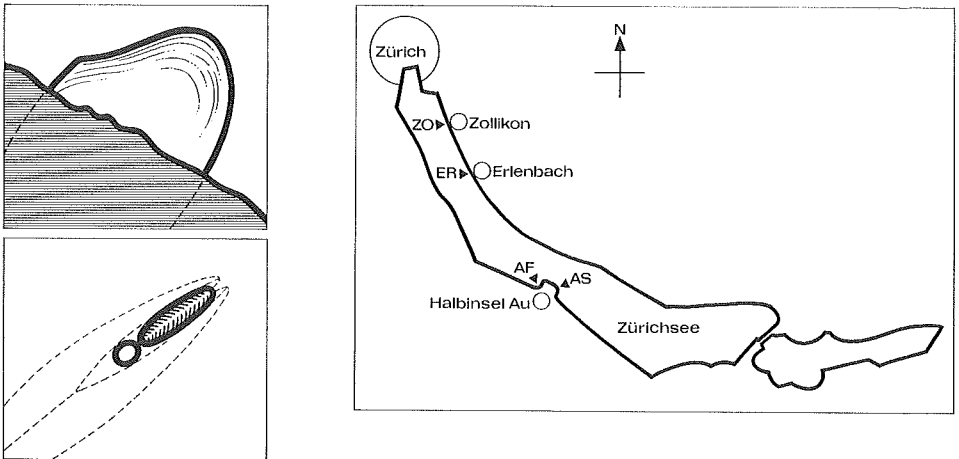 N
Zürich
ZO Zollikon
ER Erlenbach
AF AS
Halbinsel Au
Zürichsee